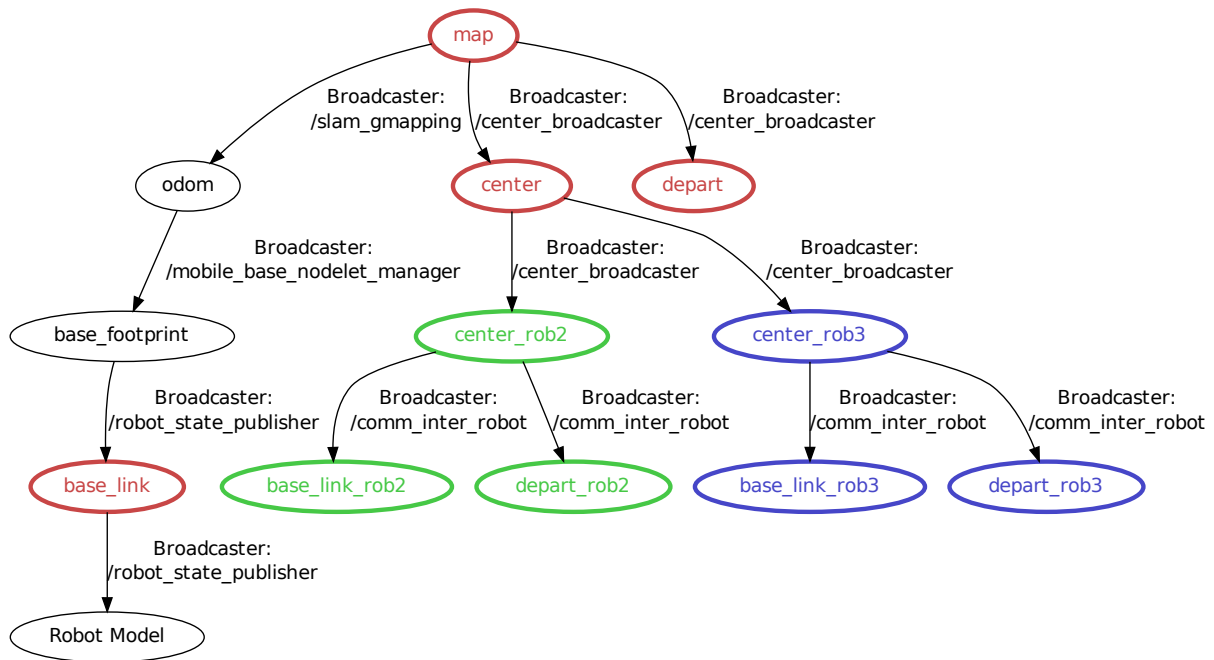 map
Broadcaster:
/slam_gmapping
Broadcaster:
/center_broadcaster
Broadcaster:
/center_broadcaster
odom
center
depart
Broadcaster:
/mobile_base_nodelet_manager
Broadcaster:
/center_broadcaster
Broadcaster:
/center_broadcaster
base_footprint
center_rob2
center_rob3
Broadcaster:
/robot_state_publisher
Broadcaster:
/comm_inter_robot
Broadcaster:
/comm_inter_robot
Broadcaster:
/comm_inter_robot
Broadcaster:
/comm_inter_robot
base_link
base_link_rob2
depart_rob2
base_link_rob3
depart_rob3
Broadcaster:
/robot_state_publisher
Robot Model